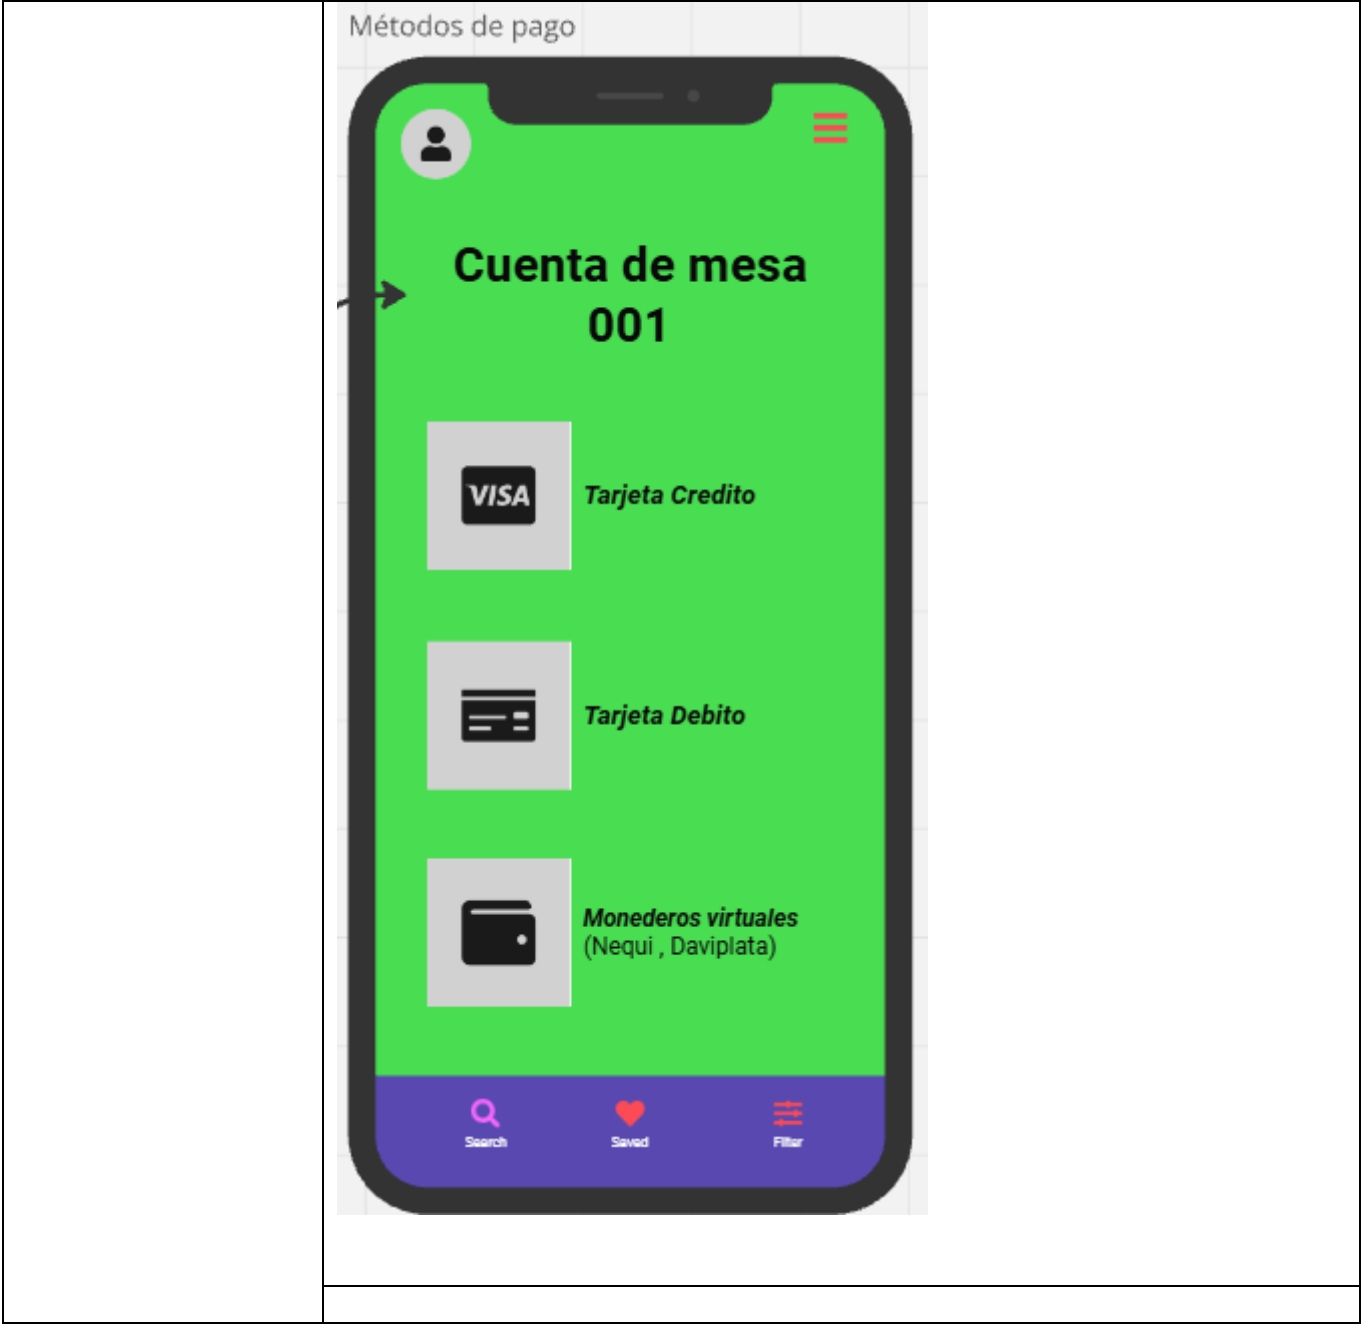 Métodos de pago
Cuenta de mesa
001
VISA
Tarjeta Credito
Tarjeta Debito
Monederos virtuales
(Nequi , Daviplata)
Search
Saved
Filter